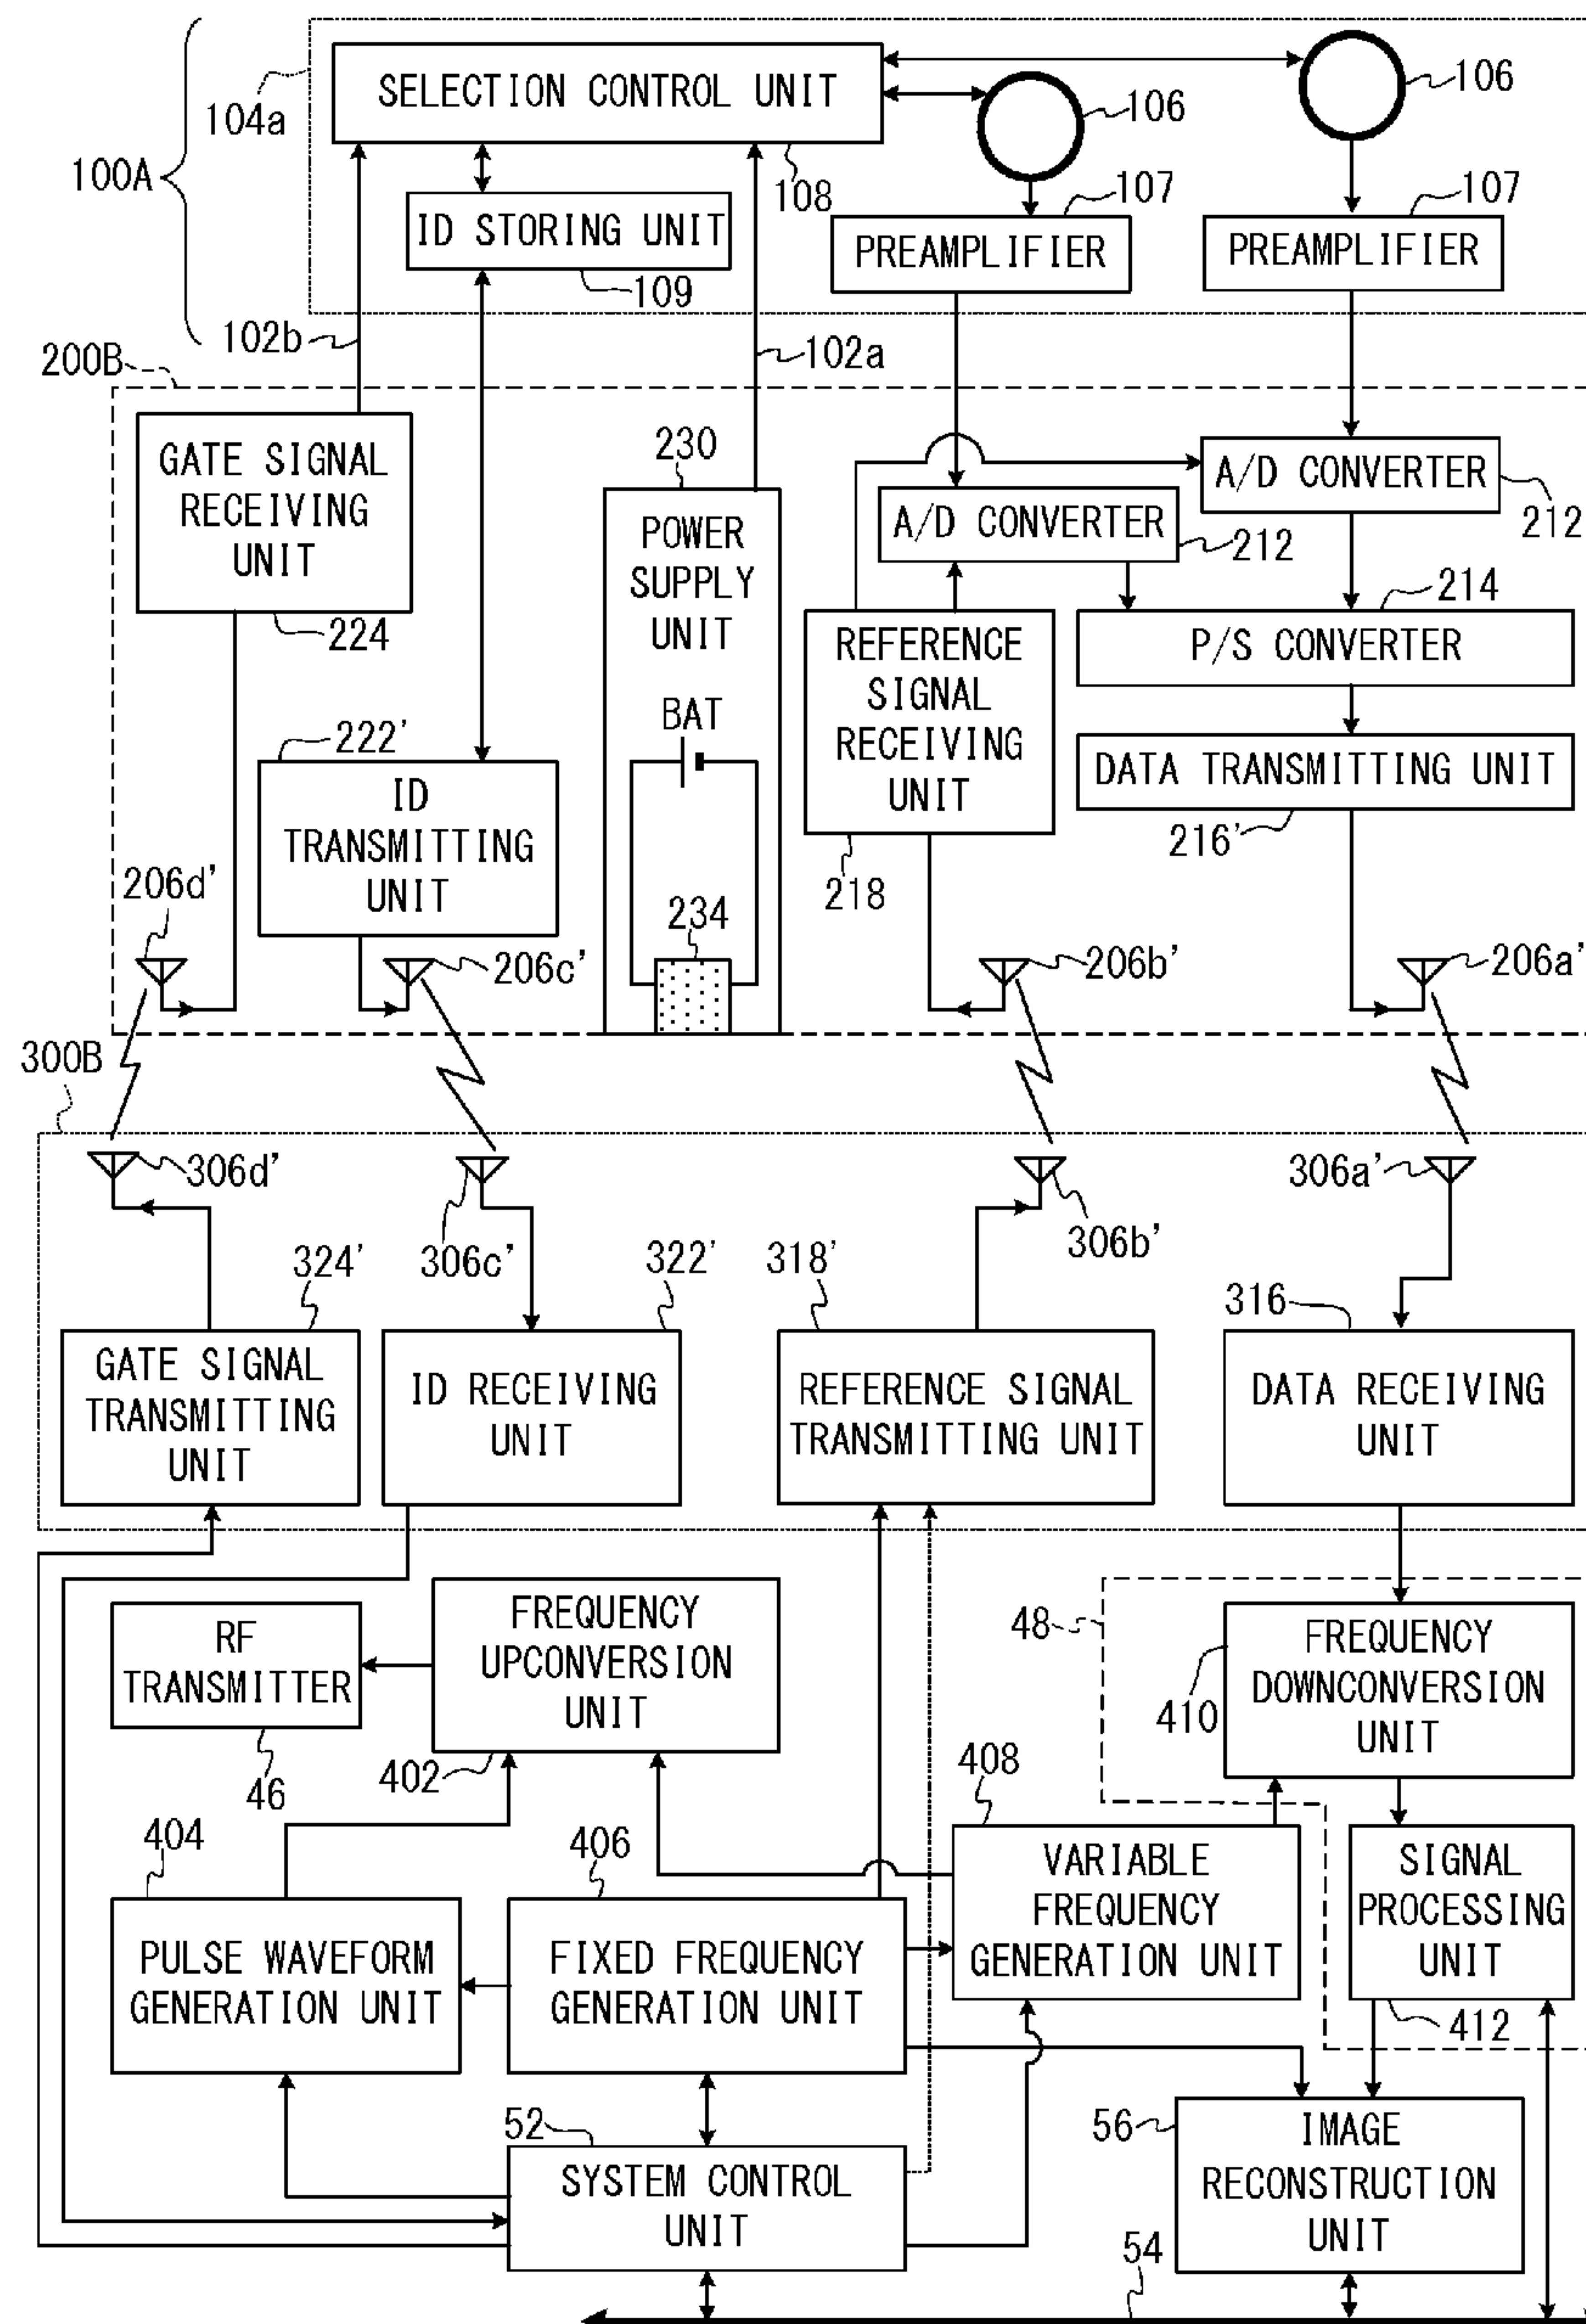 SELECTION CONTROL UNIT
106
106
104a
100A
108
107
107
ID STORING UNIT
PREAMPLIFIER
PREAMPLIFIER
109
102b
102a
200B
GATE SIGNAL
RECEIVING
UNIT
224
230
POWER
SUPPLY
UNIT
BAT
234
A/D CONVERTER
212
A/D CONVERTER
212
214
P/S CONVERTER
REFERENCE
SIGNAL
RECEIVING
UNIT
218
DATA TRANSMITTING UNIT
216'
222'
ID
TRANSMITTING
UNIT
206d'
206c'
206b'
206a'
300B
306d'
306c'
306b'
306a'
324'
322'
318'
316
GATE SIGNAL
TRANSMITTING
UNIT
ID RECEIVING
UNIT
REFERENCE SIGNAL
TRANSMITTING UNIT
DATA RECEIVING
UNIT
RF
TRANSMITTER
46
FREQUENCY
UPCONVERSION
UNIT
402
48
FREQUENCY
DOWNCONVERSION
UNIT
410
408
404
406
VARIABLE
FREQUENCY
GENERATION UNIT
SIGNAL
PROCESSING
UNIT
412
PULSE WAVEFORM
GENERATION UNIT
FIXED FREQUENCY
GENERATION UNIT
52
SYSTEM CONTROL
UNIT
56
IMAGE
RECONSTRUCTION
UNIT
54